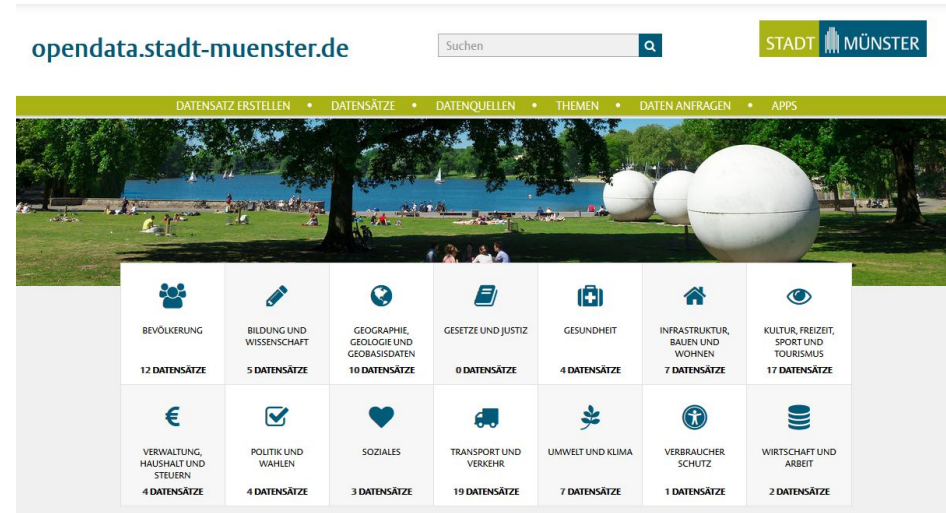 opendata.stadt-muenster.de
Suchen
STADT MÜNSTER
DATENSATZ ERSTELLEN • DATENSÄTZE • DATENQUELLEN • THEMEN • DATEN ANFRAGEN • APPS
BEVÖLKERUNG
12 DATENSÄTZE
BILDUNG UND
WISSENSCHAFT
5 DATENSÄTZE
GEOGRAPHIE,
GEOLOGIE UND
GEOBASISDATEN
10 DATENSÄTZE
GESETZE UND JUSTIZ
0 DATENSÄTZE
GESUNDHEIT
4 DATENSÄTZE
INFRASTRUKTUR,
BAUEN UND
WOHNEN
7 DATENSÄTZE
KULTUR, FREIZEIT,
SPORT UND
TOURISMUS
17 DATENSÄTZE
VERWALTUNG,
HAUSHALT UND
STEUERN
4 DATENSÄTZE
POLITIK UND
WAHLEN
4 DATENSÄTZE
SOZIALES
3 DATENSÄTZE
TRANSPORT UND
VERKEHR
19 DATENSÄTZE
UMWELT UND KLIMA
7 DATENSÄTZE
VERBRAUCHER
SCHUTZ
1 DATENSÄTZE
WIRTSCHAFT UND
ARBEIT
2 DATENSÄTZE